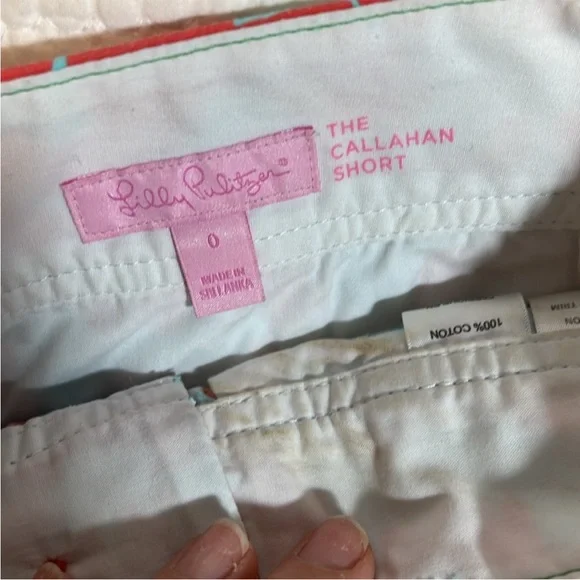 Lilly Pulitzer®
THE
CALLAHAN
SHORT
0
MADE IN
SRI LANKA
100% COTON